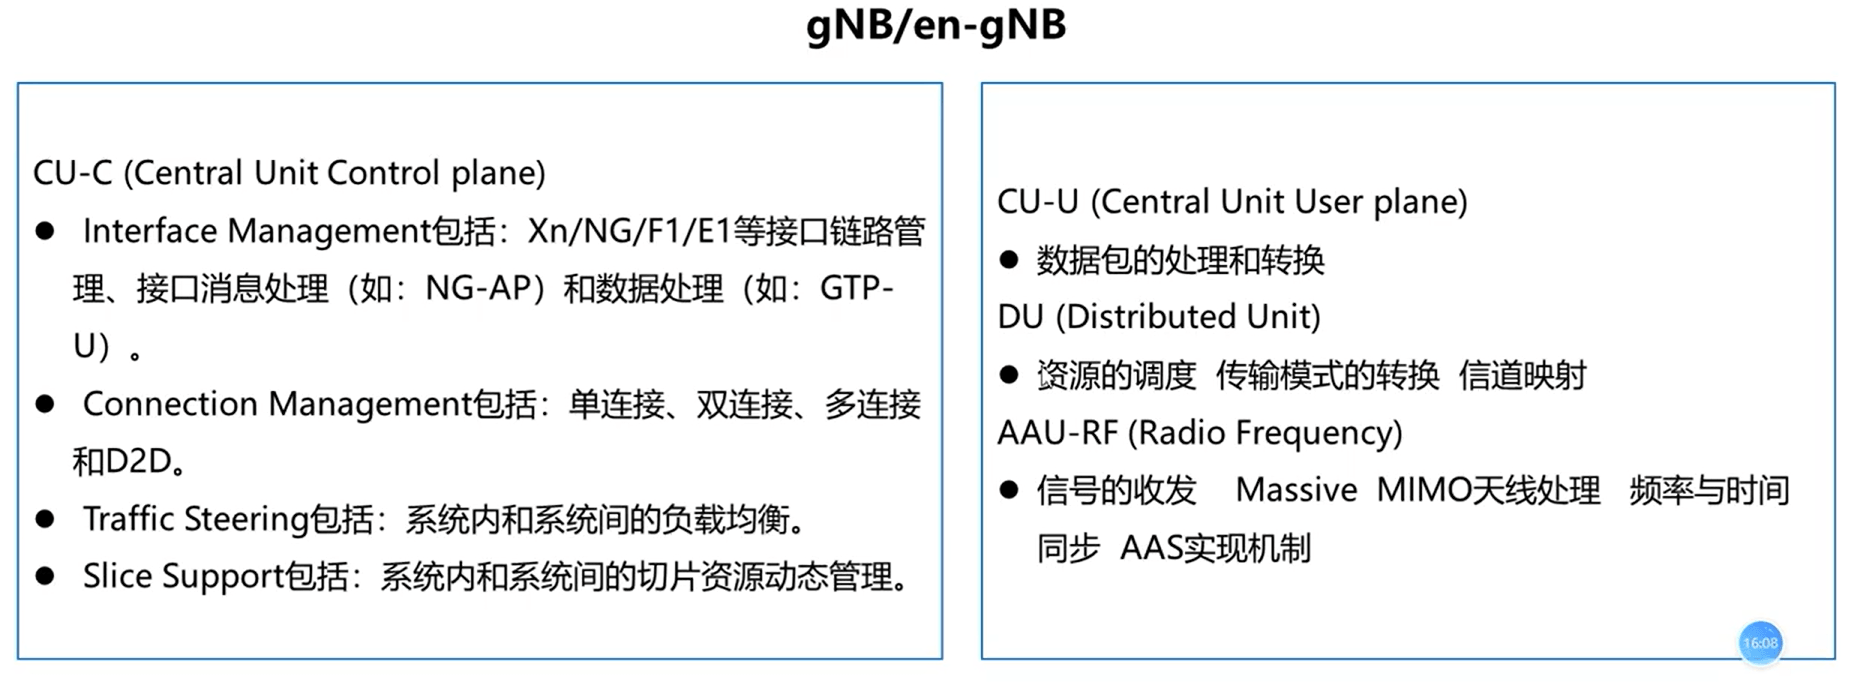 gNB/en-gNB
CU-C (Central Unit Control plane)
● Interface Management包括：Xn/NG/F1/E1等接口链路管
理、接口消息处理（如：NG-AP）和数据处理（如：GTP-
U）。
● Connection Management包括：单连接、双连接、多连接
和D2D。
● Traffic Steering包括：系统内和系统间的负载均衡。
● Slice Support包括：系统内和系统间的切片资源动态管理。
CU-U (Central Unit User plane)
● 数据包的处理和转换
DU (Distributed Unit)
● 资源的调度 传输模式的转换 信道映射
AAU-RF (Radio Frequency)
● 信号的收发 Massive MIMO天线处理 频率与时间
同步 AAS实现机制
16:08